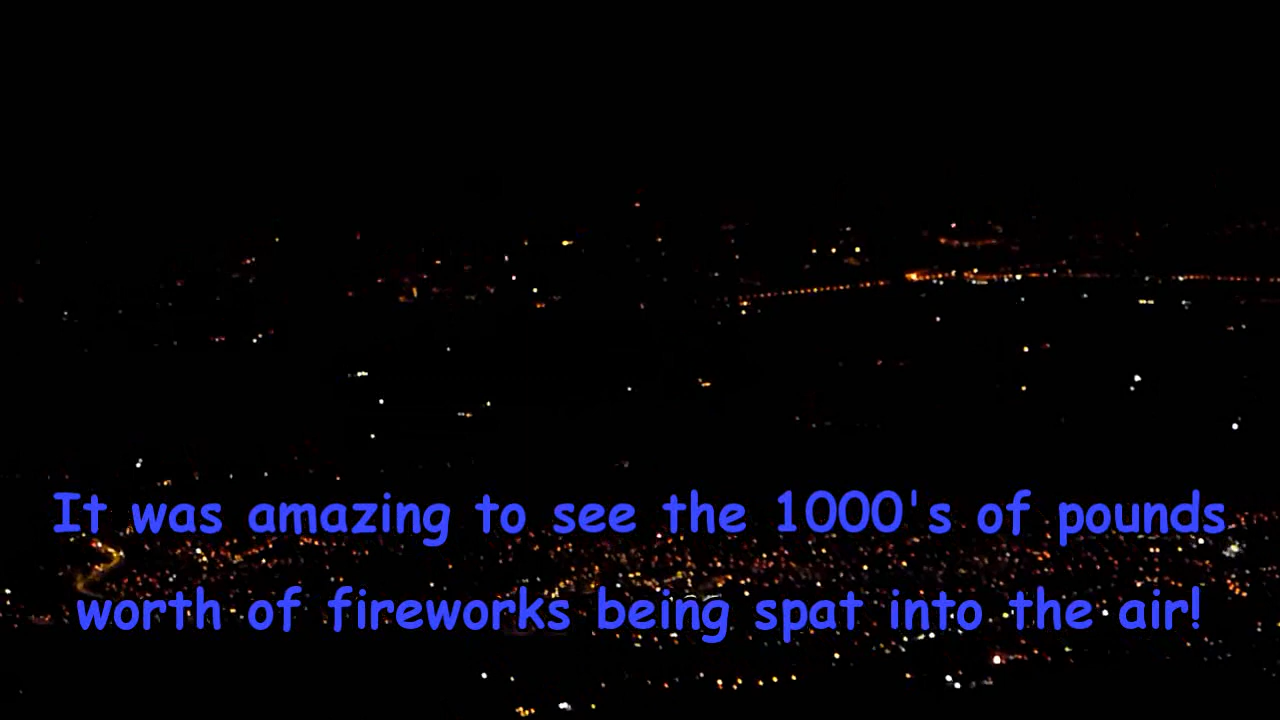 It was amazing to see the 1000's of pounds
worth of fireworks being spat into the air!